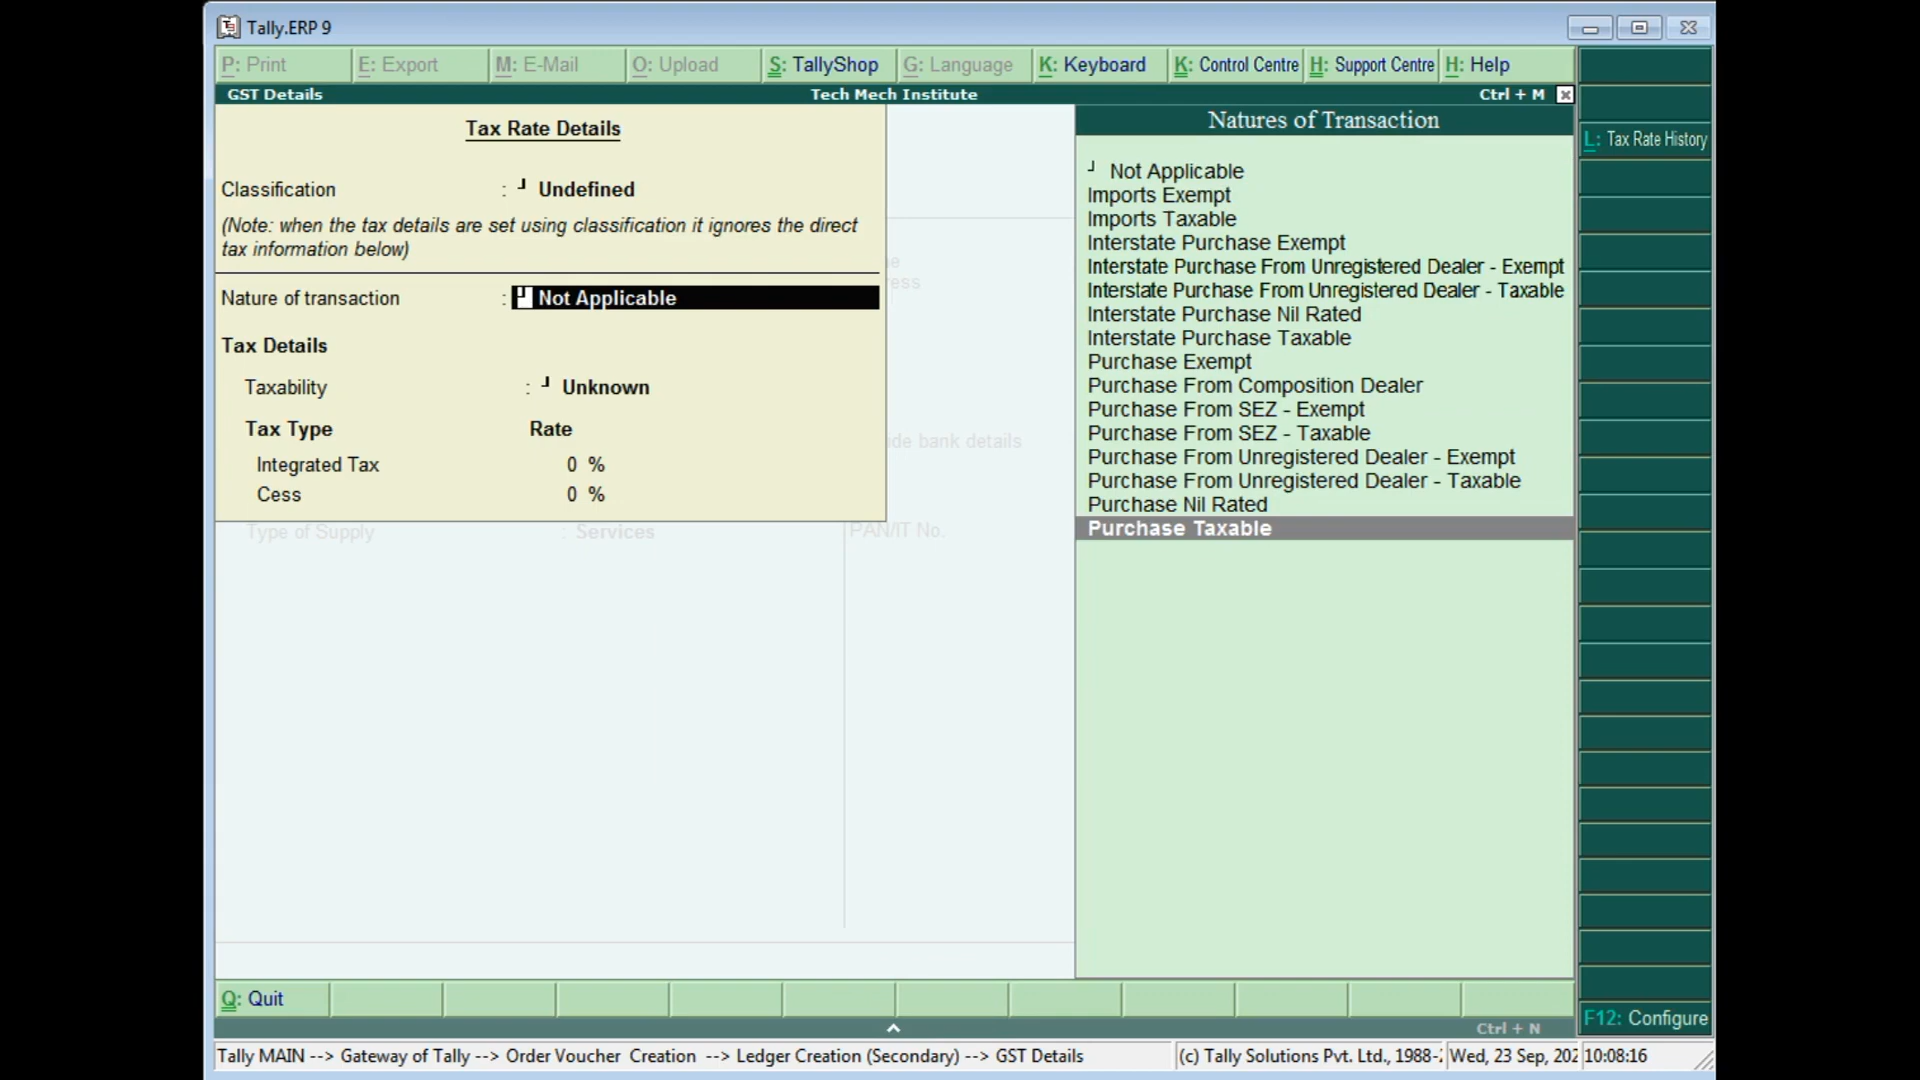 Tally.ERP 9
P: Print
E: Export
M: E-Mail
O: Upload
S: TallyShop
G: Language
K: Keyboard
K: Control Centre
H: Support Centre
H: Help
GST Details
Tech Mech Institute
Ctrl + M
Tax Rate Details
Classification : Undefined
(Note: when the tax details are set using classification it ignores the direct
tax information below)
Nature of transaction : Not Applicable
Tax Details
Taxability : Unknown
Tax Type Rate
Integrated Tax 0 %
Cess 0 %
ide bank details
Type of Supply : Services
PAN/IT No.
Natures of Transaction
Not Applicable
Imports Exempt
Imports Taxable
Interstate Purchase Exempt
Interstate Purchase From Unregistered Dealer - Exempt
Interstate Purchase From Unregistered Dealer - Taxable
Interstate Purchase Nil Rated
Interstate Purchase Taxable
Purchase Exempt
Purchase From Composition Dealer
Purchase From SEZ - Exempt
Purchase From SEZ - Taxable
Purchase From Unregistered Dealer - Exempt
Purchase From Unregistered Dealer - Taxable
Purchase Nil Rated
Purchase Taxable
L: Tax Rate History
Q: Quit
Ctrl + N
F12: Configure
Tally MAIN --> Gateway of Tally --> Order Voucher Creation --> Ledger Creation (Secondary) --> GST Details
(c) Tally Solutions Pvt. Ltd., 1988-
Wed, 23 Sep, 202
10:08:16